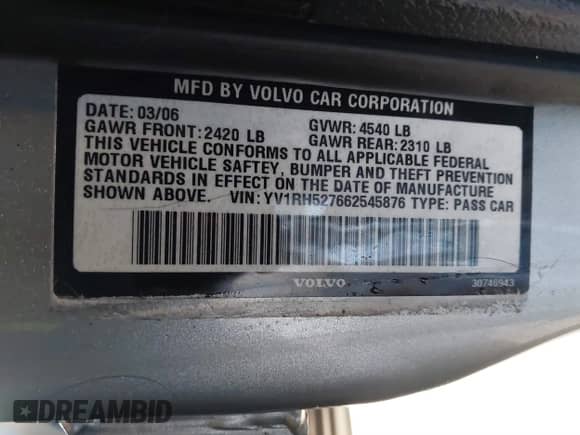 MFD BY VOLVO CAR CORPORATION
DATE: 03/06 GVWR: 4540 LB
GAWR FRONT: 2420 LB GAWR REAR: 2310 LB
THIS VEHICLE CONFORMS TO ALL APPLICABLE FEDERAL
MOTOR VEHICLE SAFTEY, BUMPER AND THEFT PREVENTION
STANDARDS IN EFFECT ON THE DATE OF MANUFACTURE
SHOWN ABOVE. VIN: YV1RH527662545876 TYPE: PASS CAR
VOLVO 30746943
DREAMBID